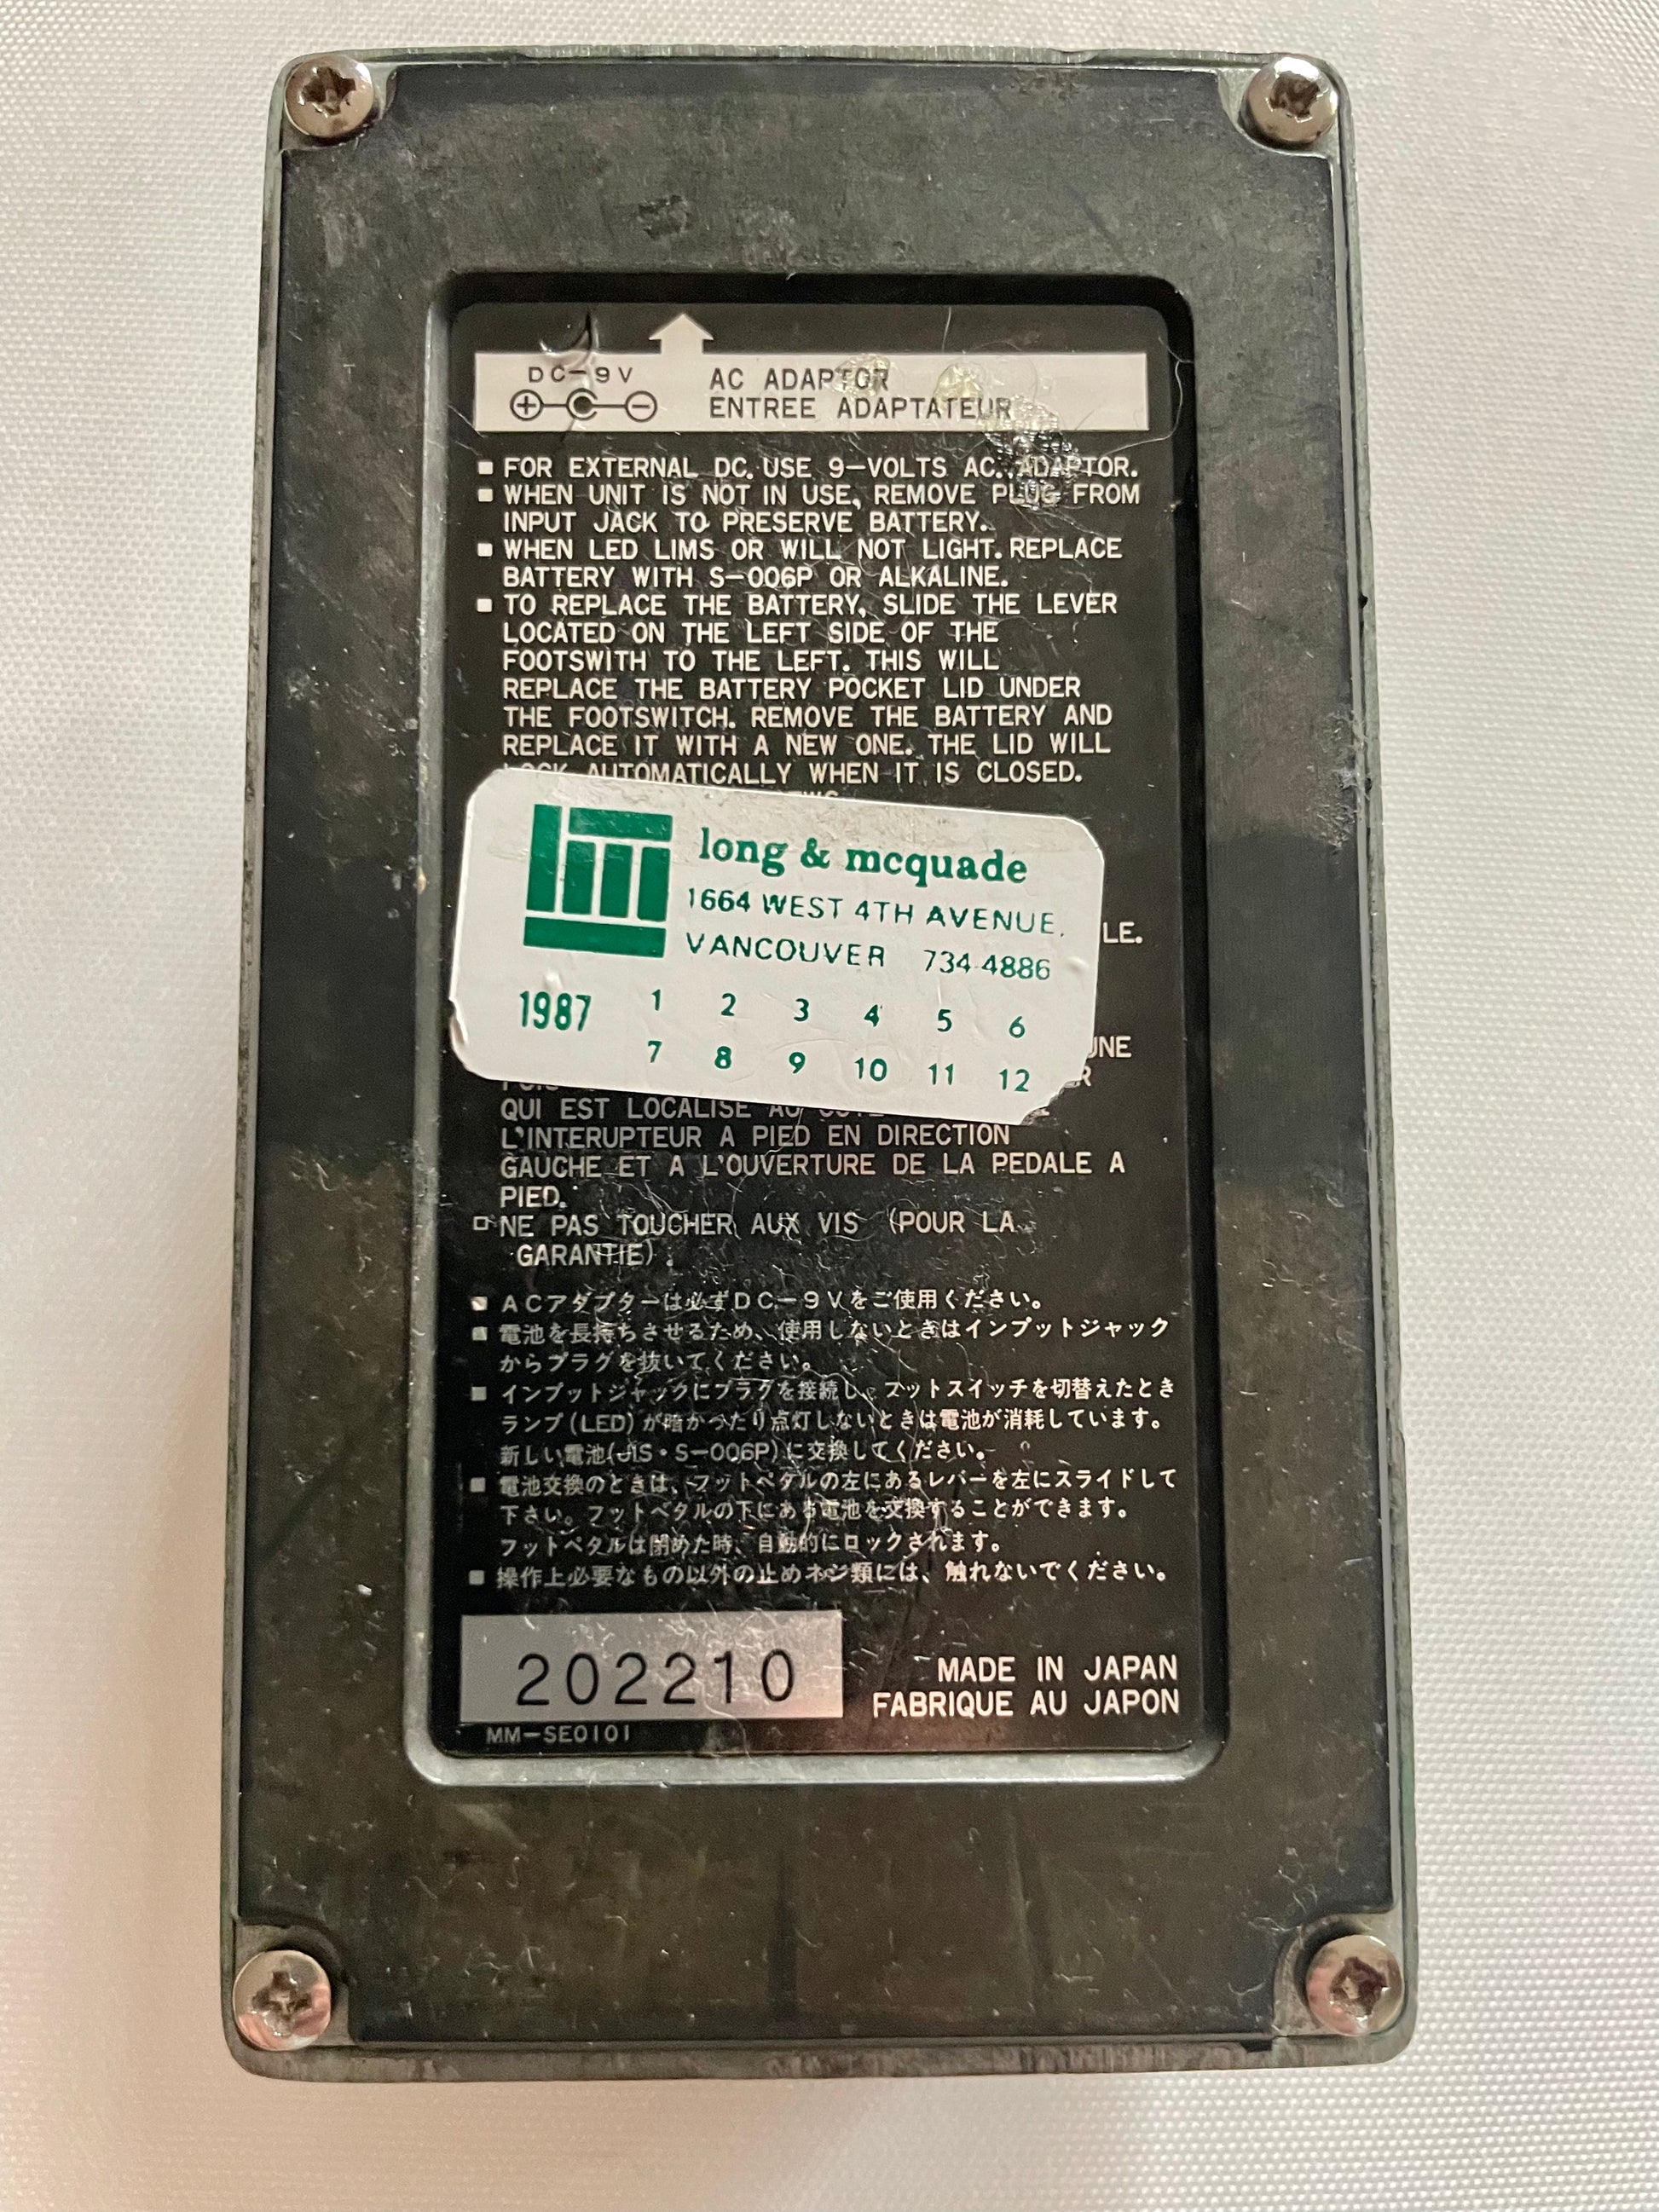 DC-9V
AC ADAPTOR
ENTREE ADAPTATEUR
■ FOR EXTERNAL DC. USE 9-VOLTS AC. ADAPTOR.
■ WHEN UNIT IS NOT IN USE, REMOVE PLUG FROM
INPUT JACK TO PRESERVE BATTERY.
■ WHEN LED LIMS OR WILL NOT LIGHT. REPLACE
BATTERY WITH S-006P OR ALKALINE.
■ TO REPLACE THE BATTERY, SLIDE THE LEVER
LOCATED ON THE LEFT SIDE OF THE
FOOTSWITH TO THE LEFT. THIS WILL
REPLACE THE BATTERY POCKET LID UNDER
THE FOOTSWITCH. REMOVE THE BATTERY AND
REPLACE IT WITH A NEW ONE. THE LID WILL
LOCK AUTOMATICALLY WHEN IT IS CLOSED.
long & mcquade
1664 WEST 4TH AVENUE,
VANCOUVER 734-4886
1987 1 2 3 4 5 6
7 8 9 10 11 12
LE.
UNE
QUI EST LOCALISE AU
L'INTERUPTEUR A PIED EN DIRECTION
GAUCHE ET A L'OUVERTURE DE LA PEDALE A
PIED.
□ NE PAS TOUCHER AUX VIS (POUR LA
GARANTIE).
■ ACアダプターは必ずDC-9Vをご使用ください。
■ 電池を長持ちさせるため、使用しないときはインプットジャック
からプラグを抜いてください。
■ インプットジャックにプラグを接続し、フットスイッチを切替えたとき
ランプ(LED)が暗かったり点灯しないときは電池が消耗しています。
新しい電池(JIS・S-006P)に交換してください。
■ 電池交換のときは、フットペタルの左にあるレバーを左にスライドして
下さい。フットペタルの下にある電池を交換することができます。
フットペタルは閉めた時、自動的にロックされます。
■ 操作上必要なもの以外の止めネジ類には、触れないでください。
202210
MADE IN JAPAN
FABRIQUE AU JAPON
MM-SE0101